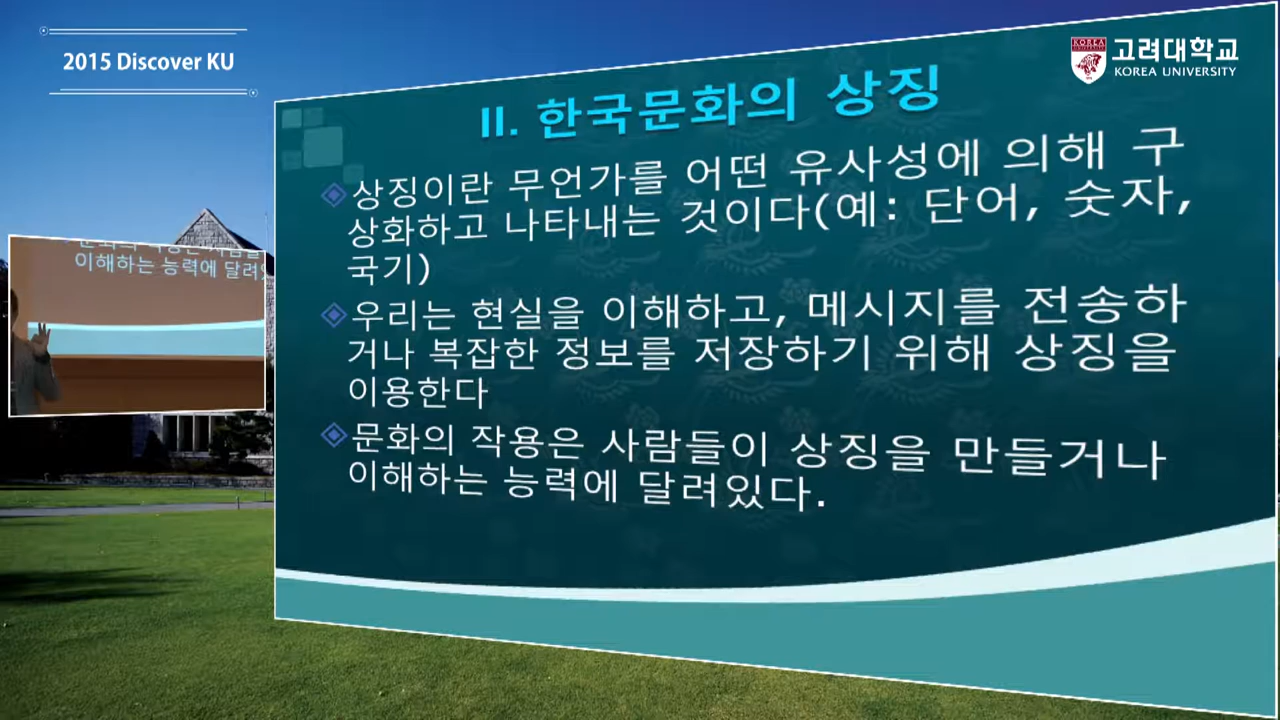 2015 Discover KU
고려대학교
KOREA UNIVERSITY
II. 한국문화의 상징
상징이란 무언가를 어떤 유사성에 의해 구
상화하고 나타내는 것이다(예: 단어, 숫자,
국기)
우리는 현실을 이해하고, 메시지를 전송하
거나 복잡한 정보를 저장하기 위해 상징을
이용한다
문화의 작용은 사람들이 상징을 만들거나
이해하는 능력에 달려있다.
이해하는 능력에 달려있